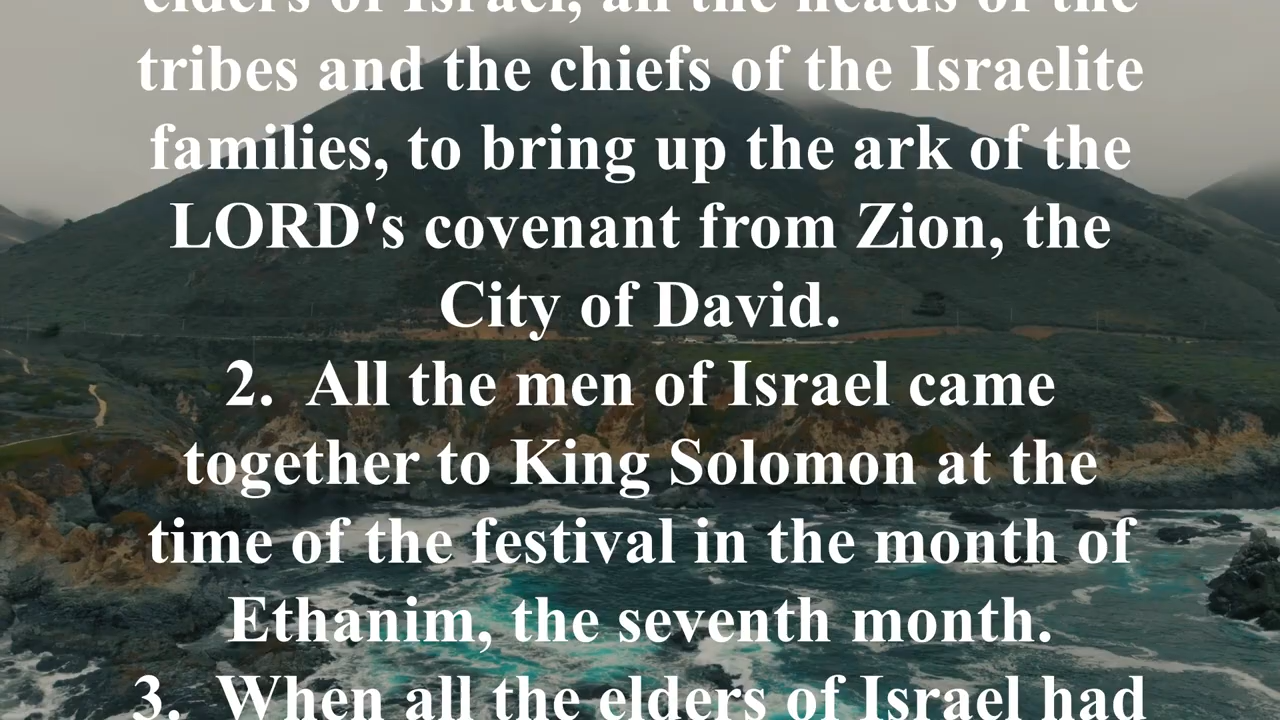 elders of Israel, all the heads of the
tribes and the chiefs of the Israelite
families, to bring up the ark of the
LORD's covenant from Zion, the
City of David.
2.  All the men of Israel came
together to King Solomon at the
time of the festival in the month of
Ethanim, the seventh month.
3.  When all the elders of Israel had